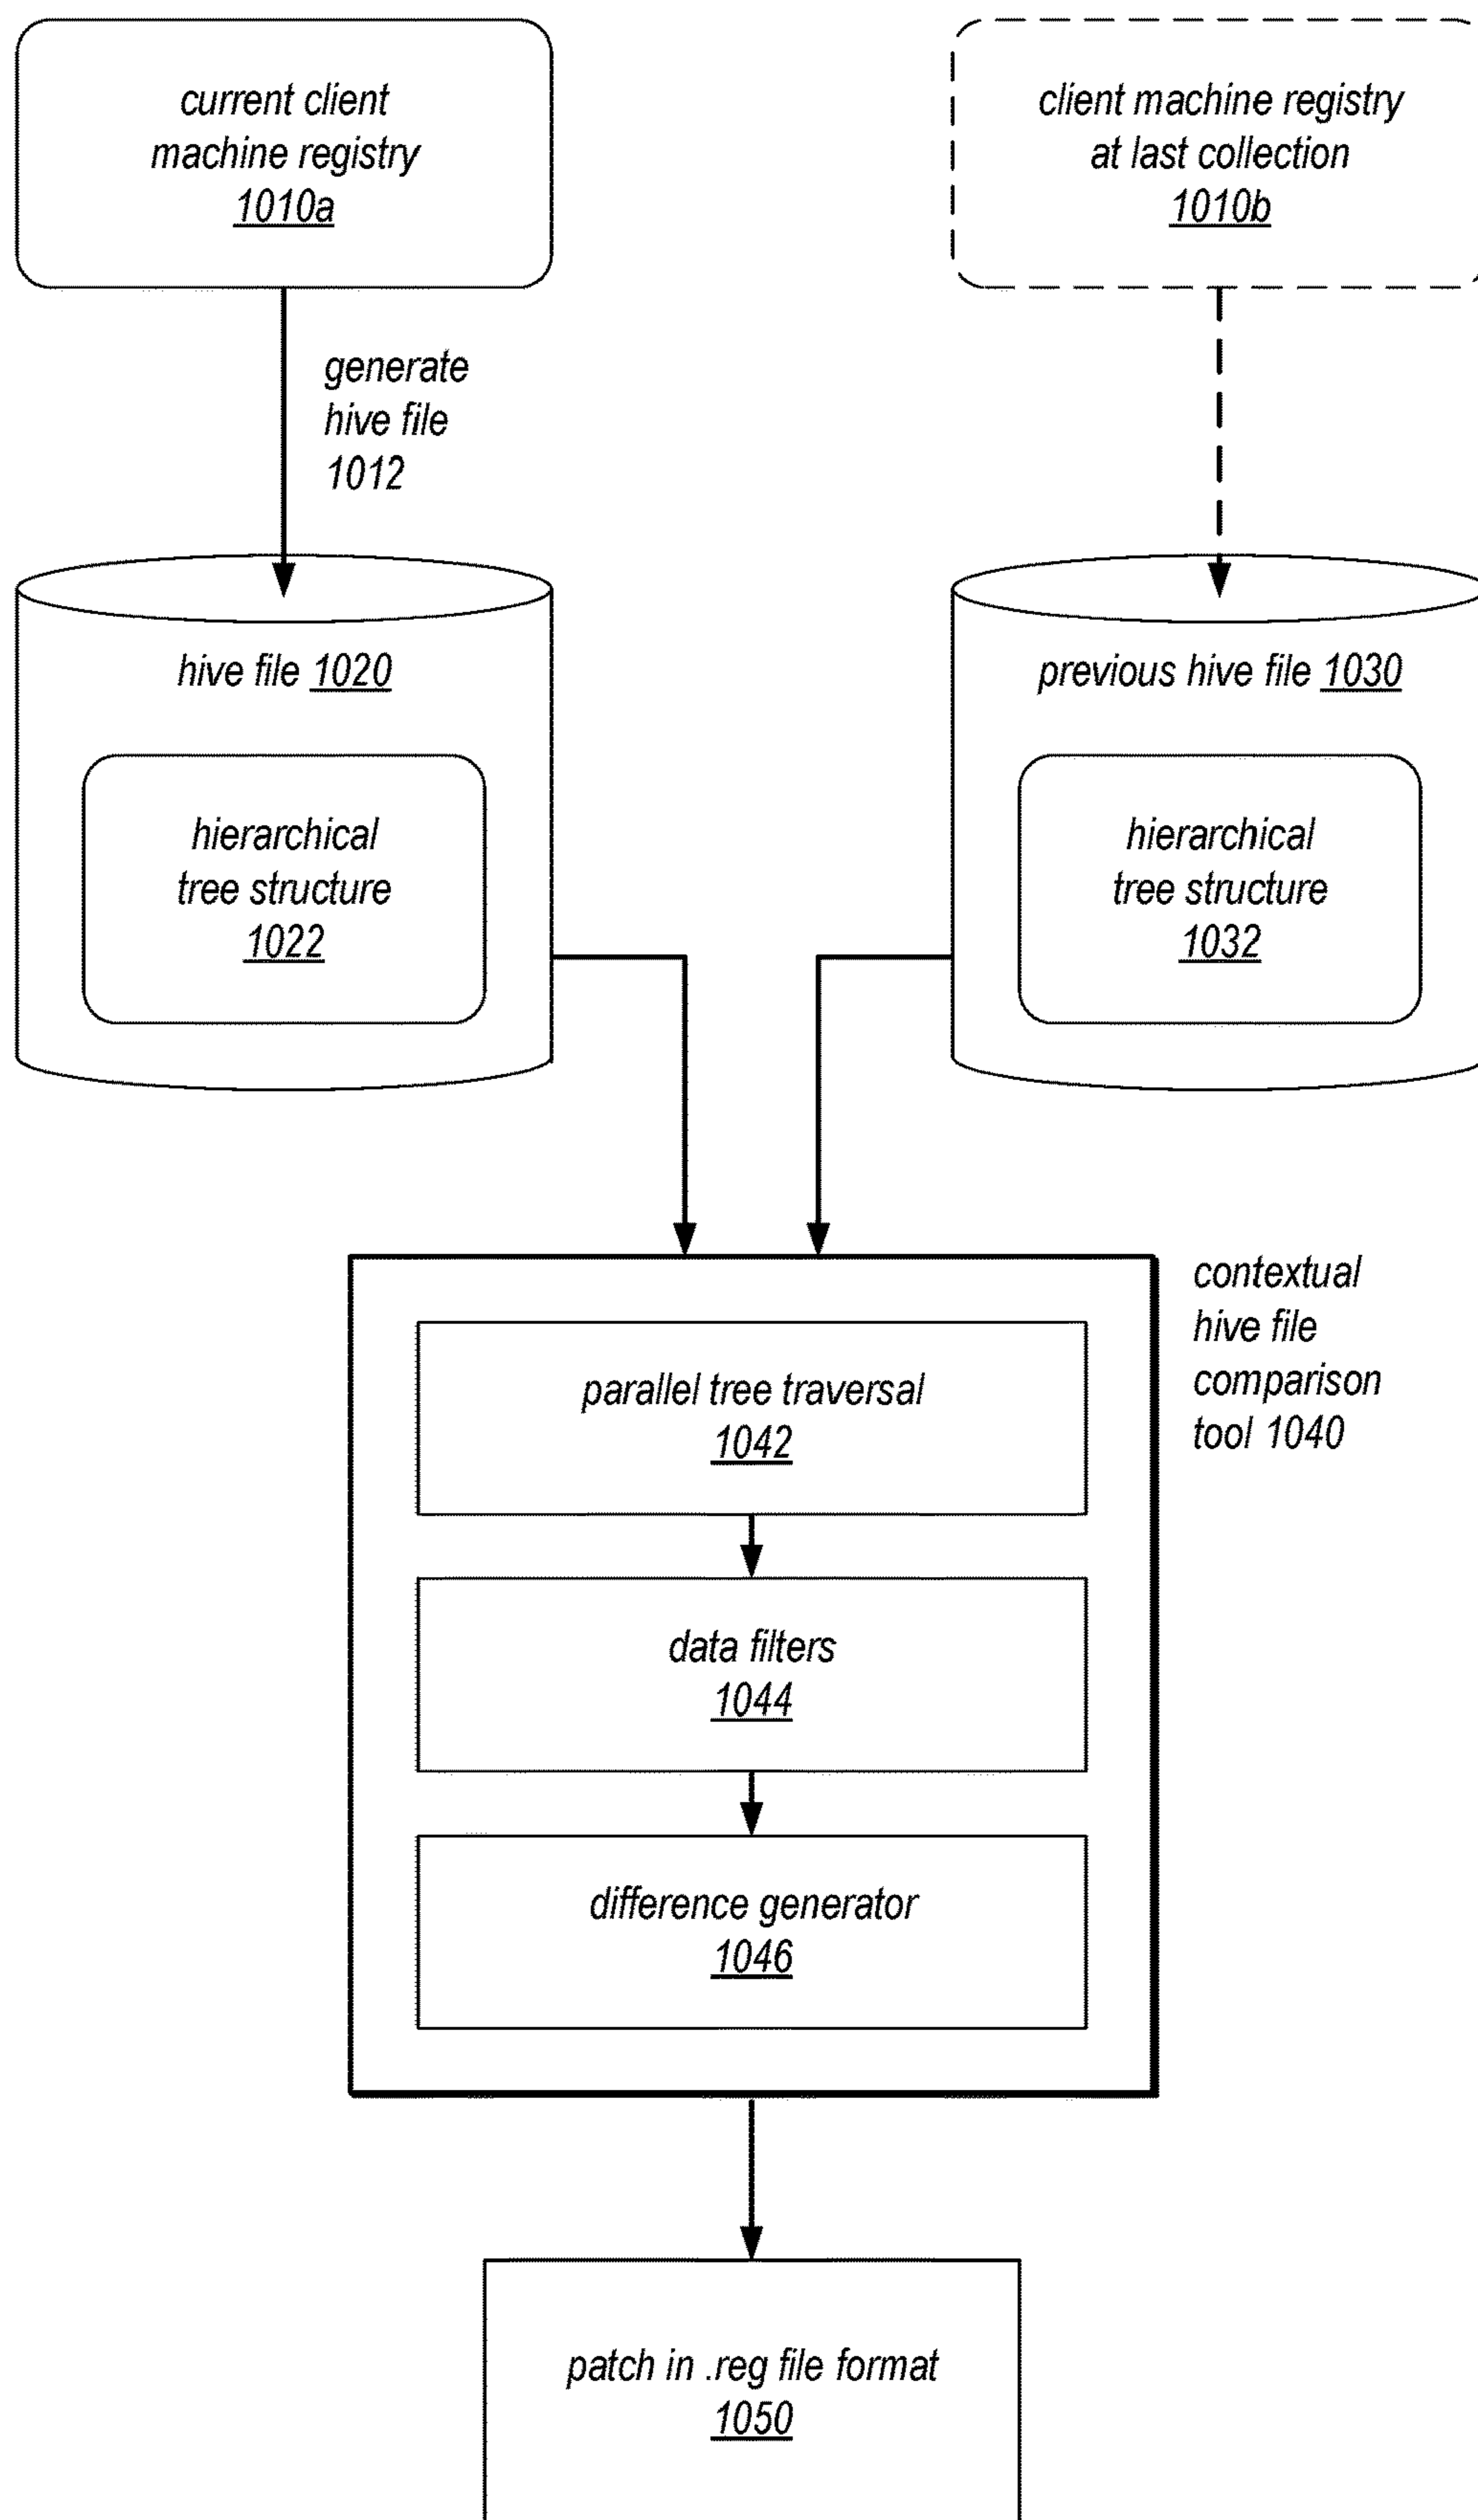 current client
machine registry
1010a
client machine registry
at last collection
1010b
generate
hive file
1012
hive file 1020
previous hive file 1030
hierarchical
tree structure
1022
hierarchical
tree structure
1032
contextual
hive file
comparison
tool 1040
parallel tree traversal
1042
data filters
1044
difference generator
1046
patch in .reg file format
1050